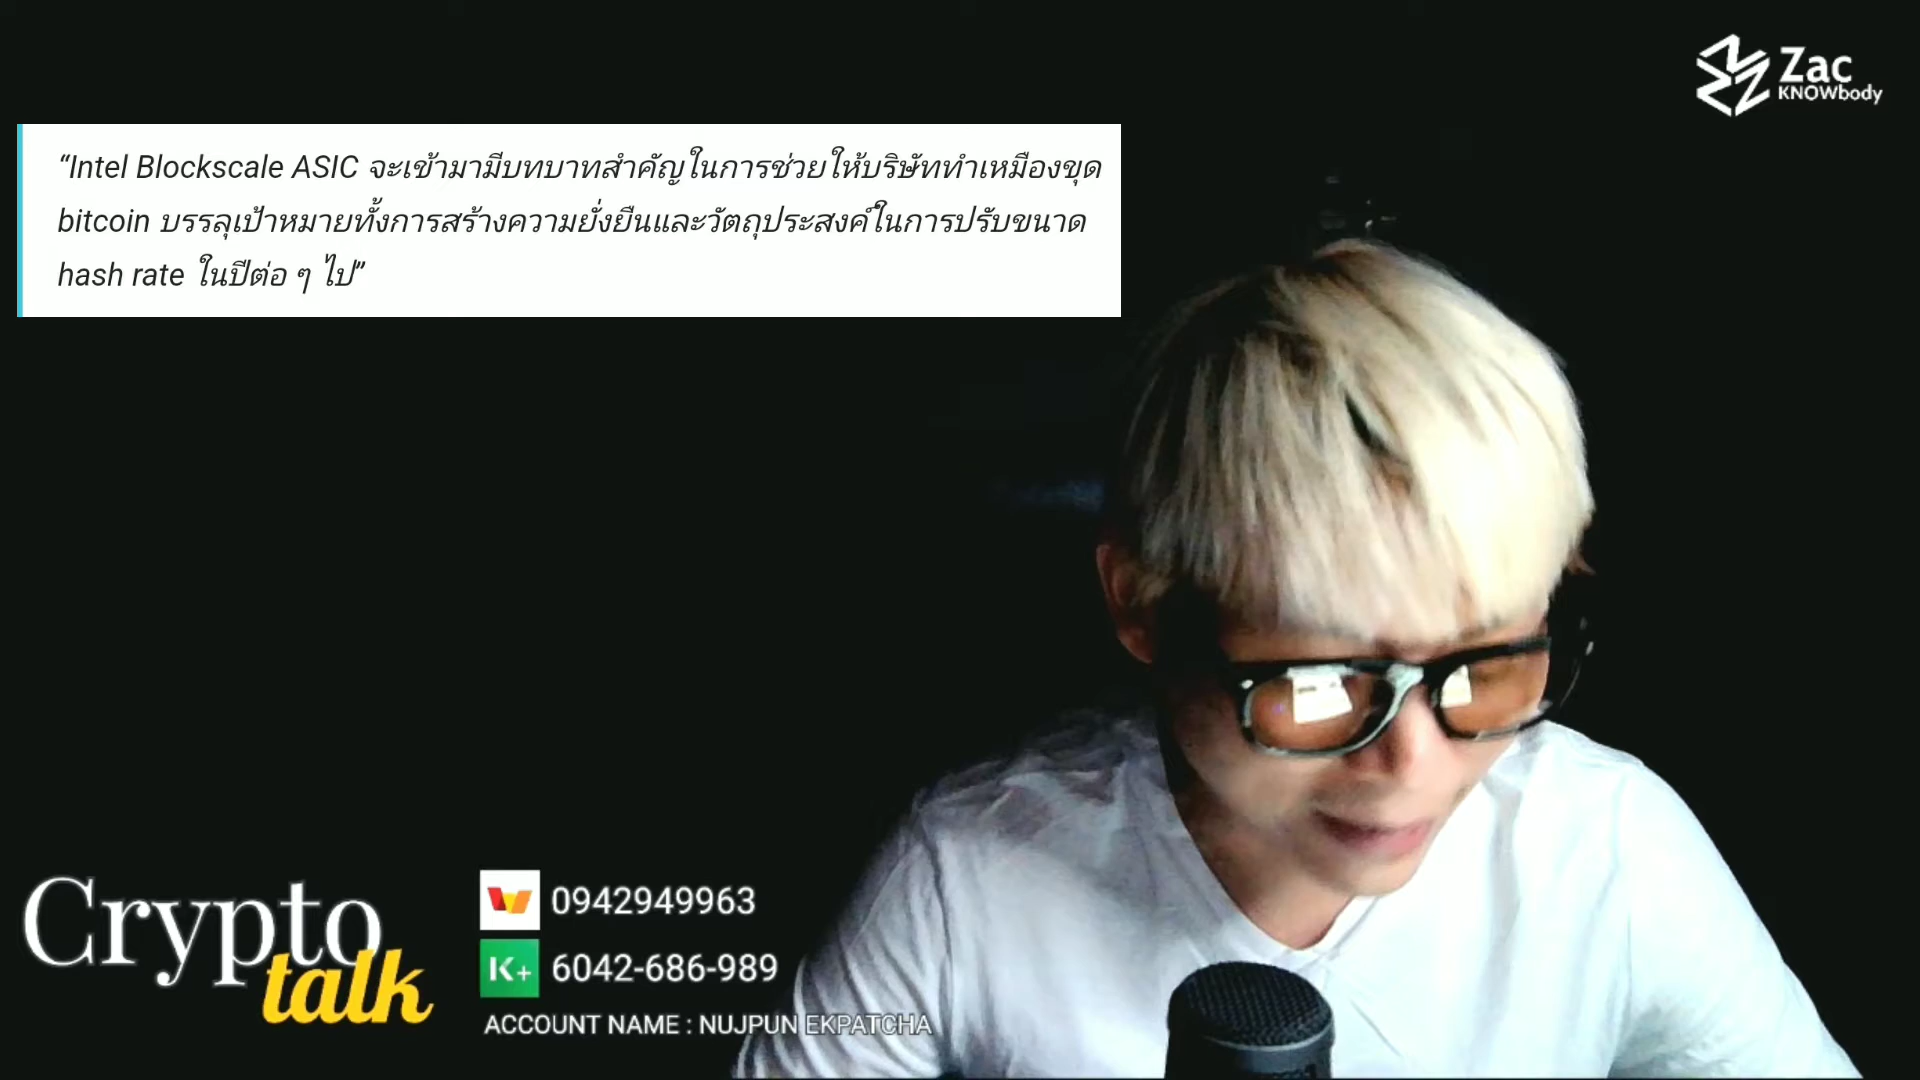 Zac
KNOWbody
“Intel Blockscale ASIC จะเข้ามามีบทบาทสำคัญในการช่วยให้บริษัททำเหมืองขุด
bitcoin บรรลุเป้าหมายทั้งการสร้างความยั่งยืนและวัตถุประสงค์ในการปรับขนาด
hash rate ในปีต่อ ๆ ไป”
Crypto
talk
0942949963
K+ 6042-686-989
ACCOUNT NAME : NUJPUN EKPATCHA